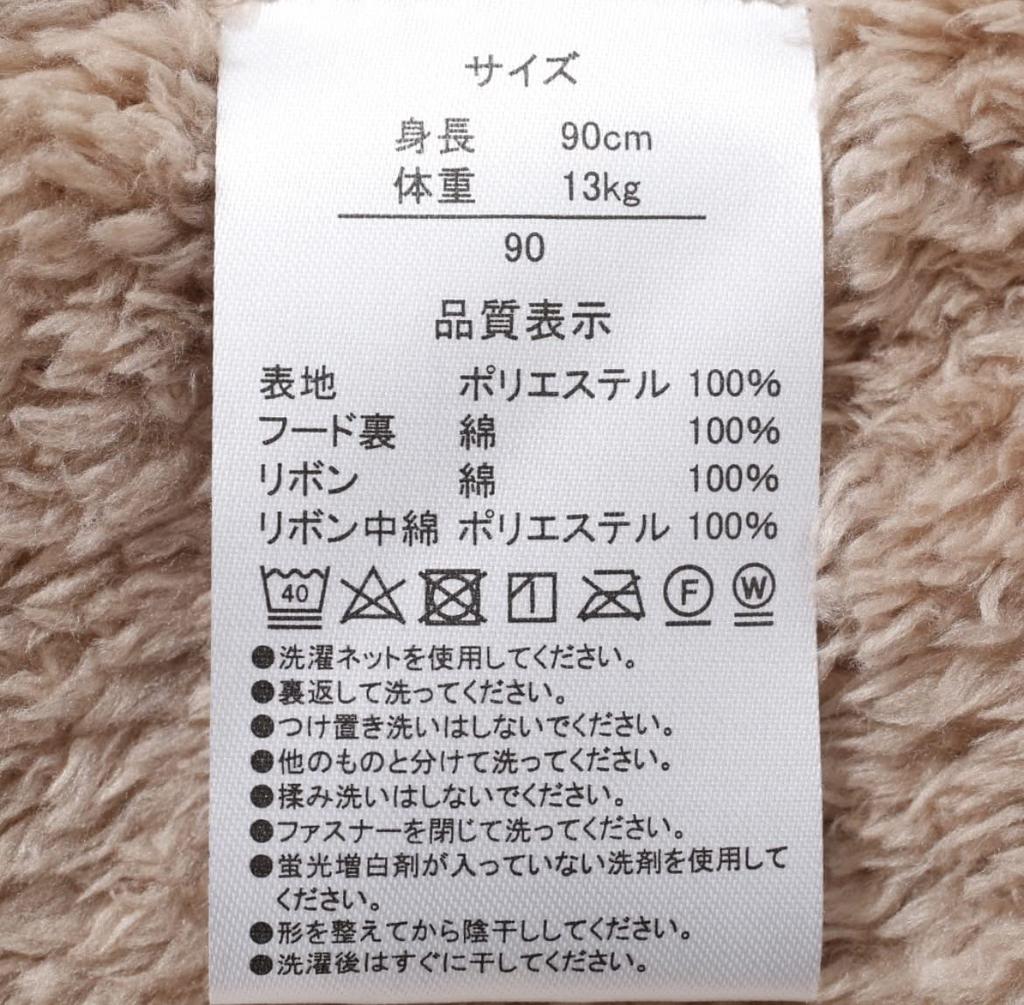 サイズ
身長 90cm
体重 13kg
90
品質表示
表地 ポリエステル 100%
フード裏 綿 100%
リボン 綿 100%
リボン中綿 ポリエステル 100%
40 F W
●洗濯ネットを使用してください。
●裏返して洗ってください。
●つけ置き洗いはしないでください。
●他のものと分けて洗ってください。
●揉み洗いはしないでください。
●ファスナーを閉じて洗ってください。
●蛍光増白剤が入っていない洗剤を使用して
ください。
●形を整えてから陰干ししてください。
●洗濯後はすぐに干してください。